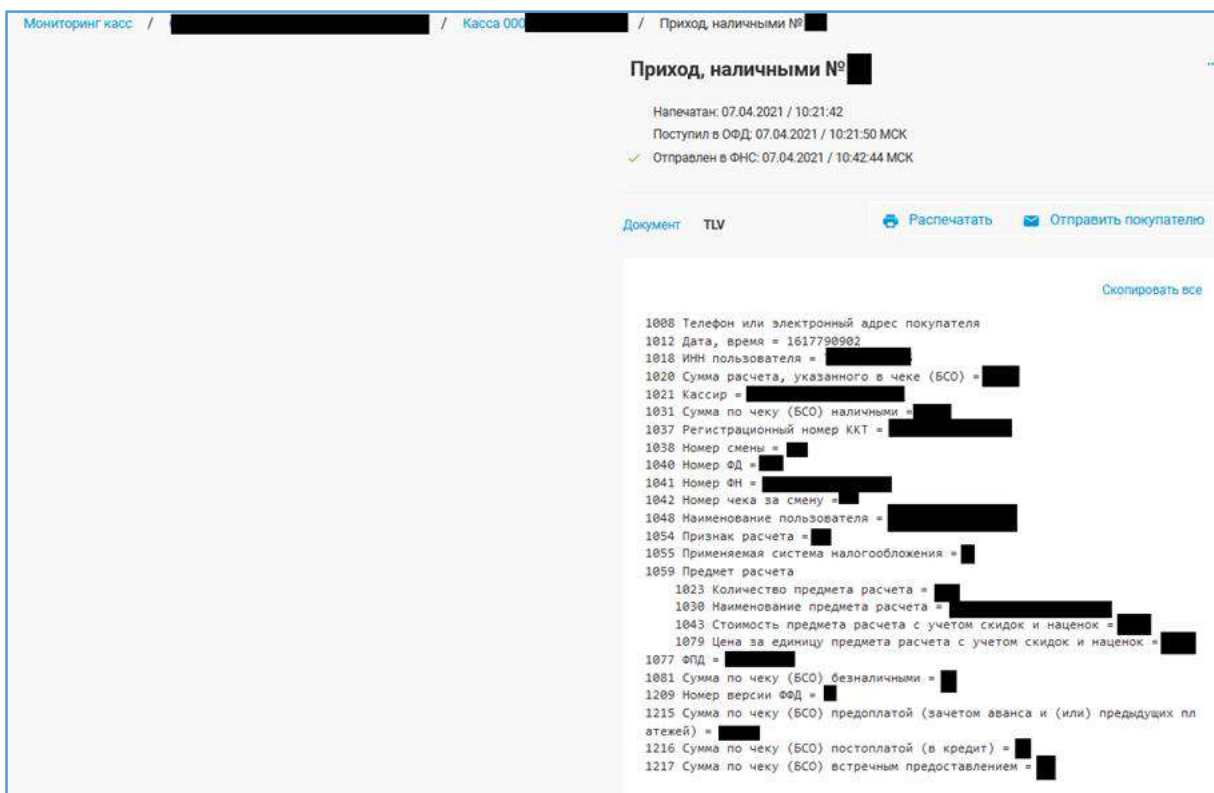 Мониторинг касс / / Касса 000 / Приход, наличными №
Приход, наличными №
...
Напечатан: 07.04.2021 / 10:21:42
Поступил в ОФД: 07.04.2021 / 10:21:50 МСК
Отправлен в ФНС: 07.04.2021 / 10:42:44 МСК
Документ TLV Распечатать Отправить покупателю
Скопировать все
1008 Телефон или электронный адрес покупателя
1012 Дата, время = 1617790902
1018 ИНН пользователя =
1020 Сумма расчета, указанного в чеке (БСО) =
1021 Кассир =
1031 Сумма по чеку (БСО) наличными =
1037 Регистрационный номер ККТ =
1038 Номер смены =
1040 Номер ФД =
1041 Номер ФН =
1042 Номер чека за смену =
1048 Наименование пользователя =
1054 Признак расчета =
1055 Применяемая система налогообложения =
1059 Предмет расчета
1023 Количество предмета расчета =
1030 Наименование предмета расчета =
1043 Стоимость предмета расчета с учетом скидок и наценок =
1079 Цена за единицу предмета расчета с учетом скидок и наценок =
1077 ФПД =
1081 Сумма по чеку (БСО) безналичными =
1209 Номер версии ФФД =
1215 Сумма по чеку (БСО) предоплатой (зачетом аванса и (или) предыдущих пл
атежей) =
1216 Сумма по чеку (БСО) постоплатой (в кредит) =
1217 Сумма по чеку (БСО) встречным предоставлением =